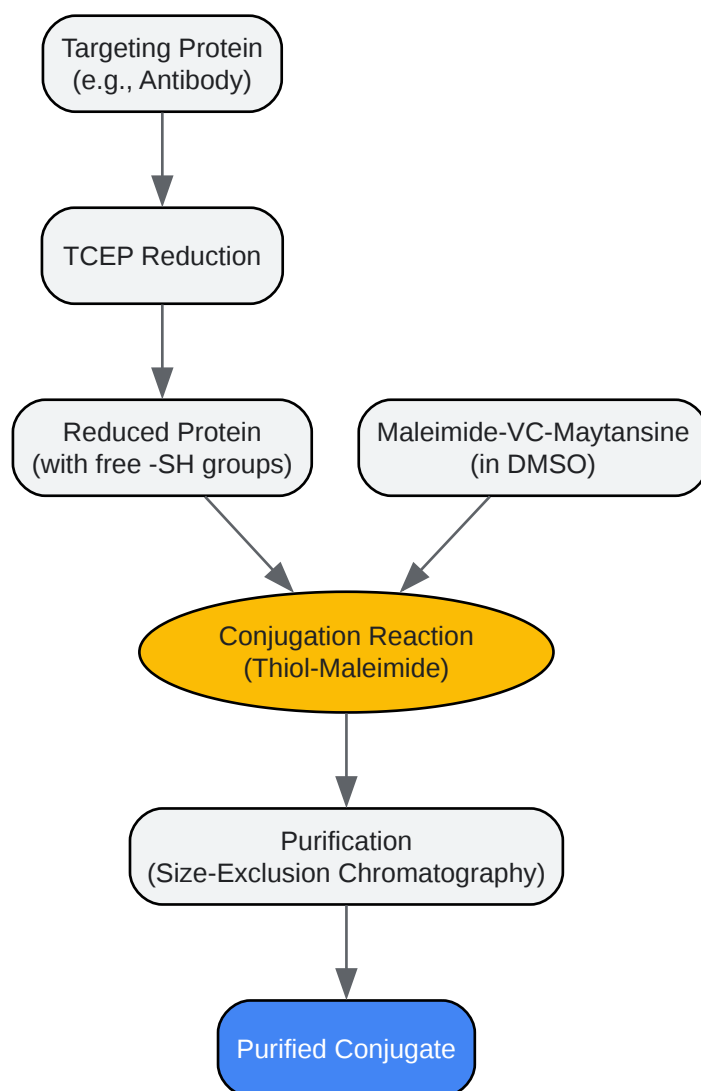 Targeting Protein
(e.g., Antibody)
TCEP Reduction
Reduced Protein
(with free -SH groups)
Maleimide-VC-Maytansine
(in DMSO)
Conjugation Reaction
(Thiol-Maleimide)
Purification
(Size-Exclusion Chromatography)
Purified Conjugate